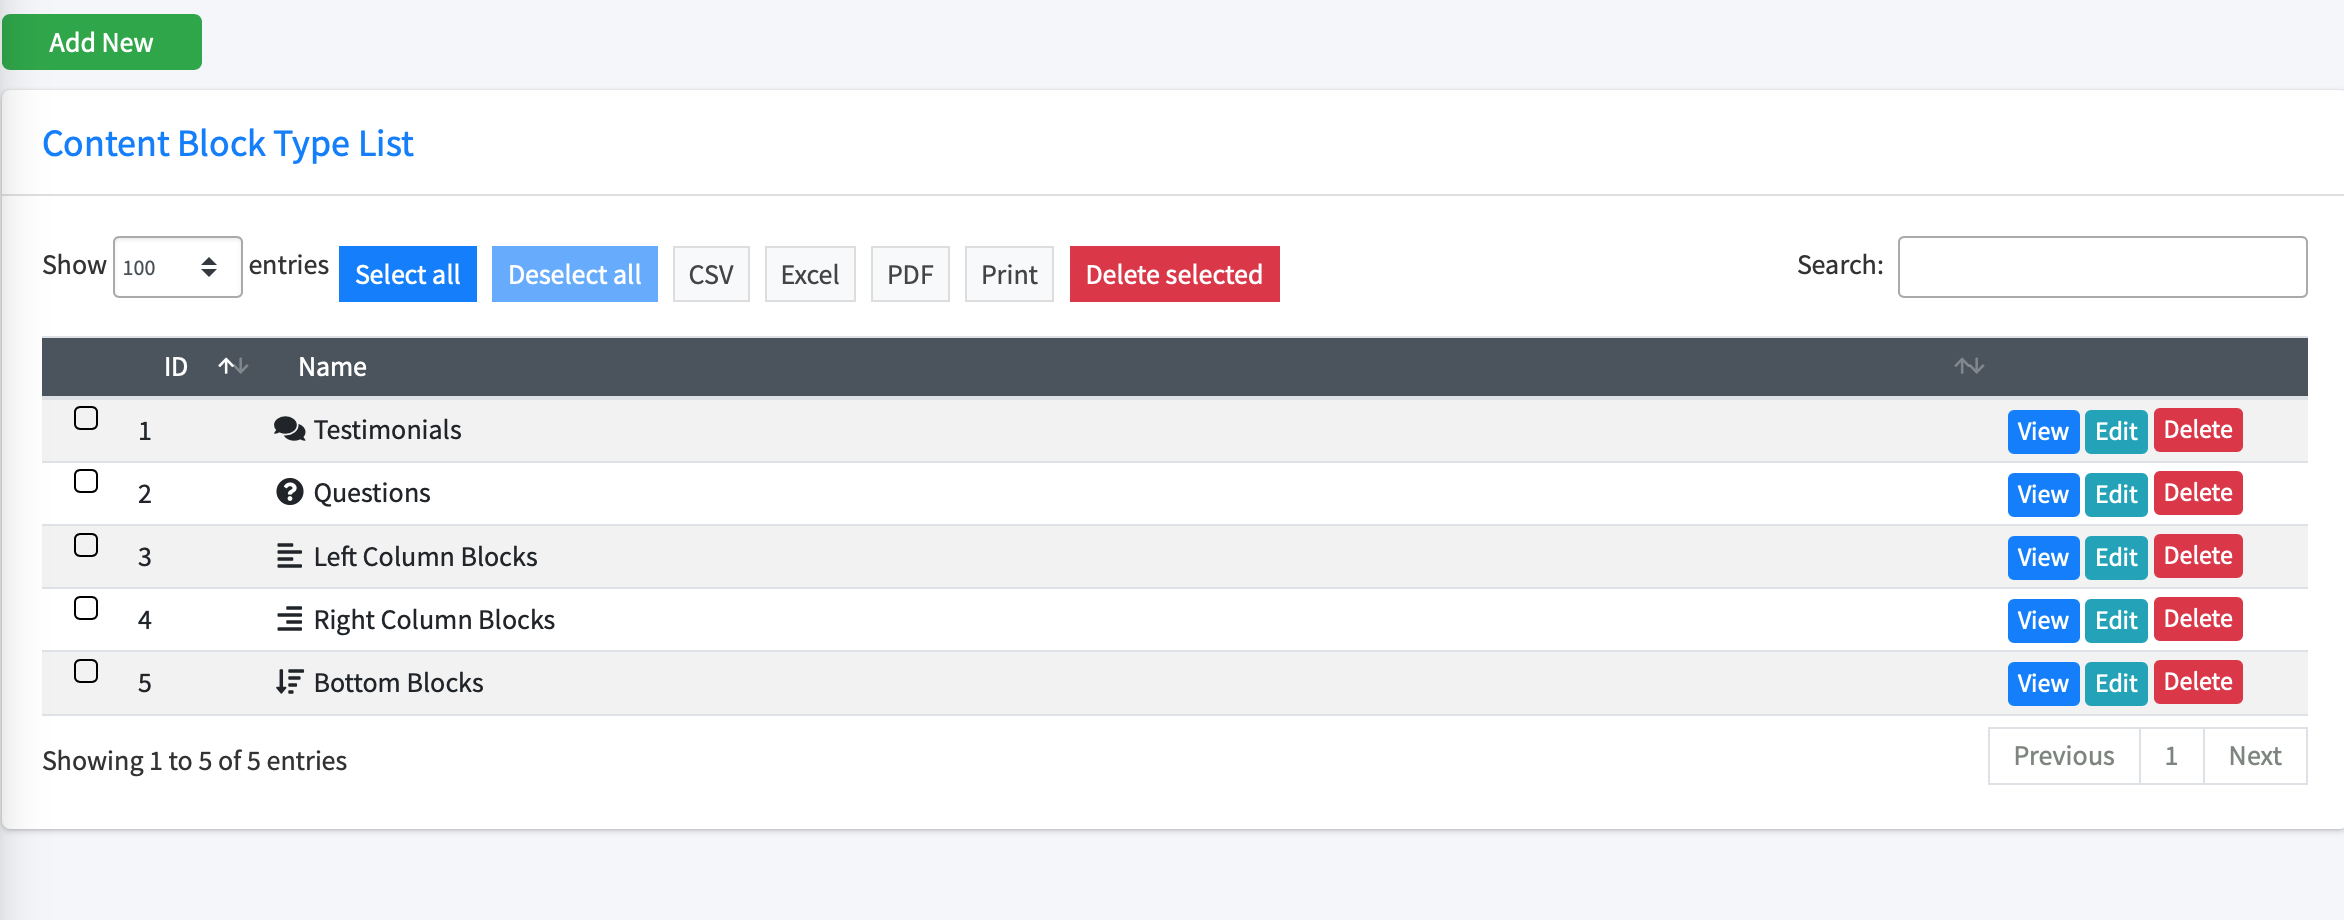 Add New
Content Block Type List
Show 100 entries Select all Deselect all CSV Excel PDF Print Delete selected Search:
ID Name
1 Testimonials View Edit Delete
2 Questions View Edit Delete
3 Left Column Blocks View Edit Delete
4 Right Column Blocks View Edit Delete
5 Bottom Blocks View Edit Delete
Showing 1 to 5 of 5 entries Previous 1 Next